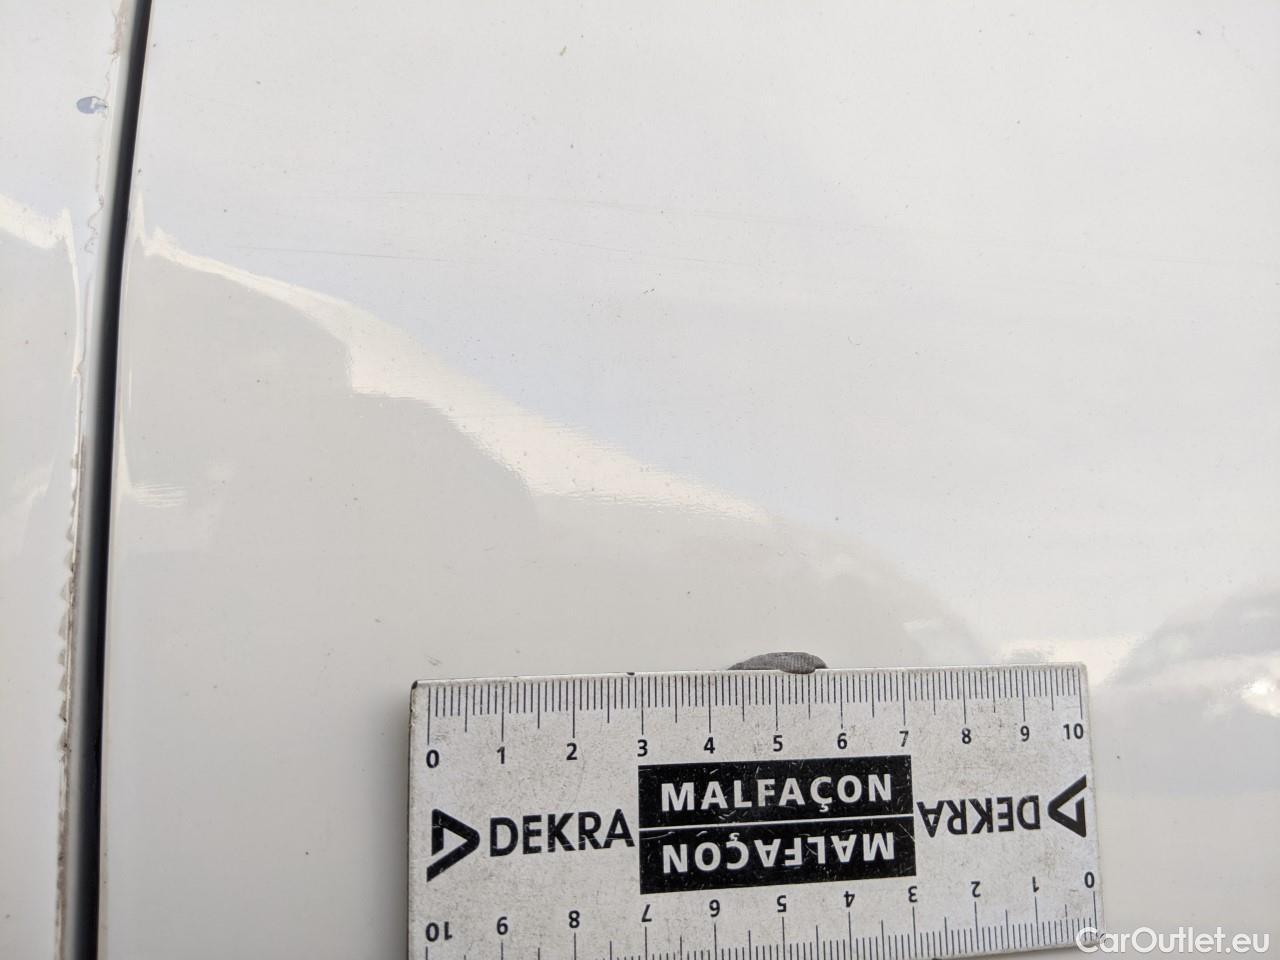 0 1 2 3 4 5 6 7 8 9 10
DEKRA MALFAÇON DEKRA
MALFAÇON
10 9 8 7 6 5 4 3 2 1 0
CarOutlet.eu